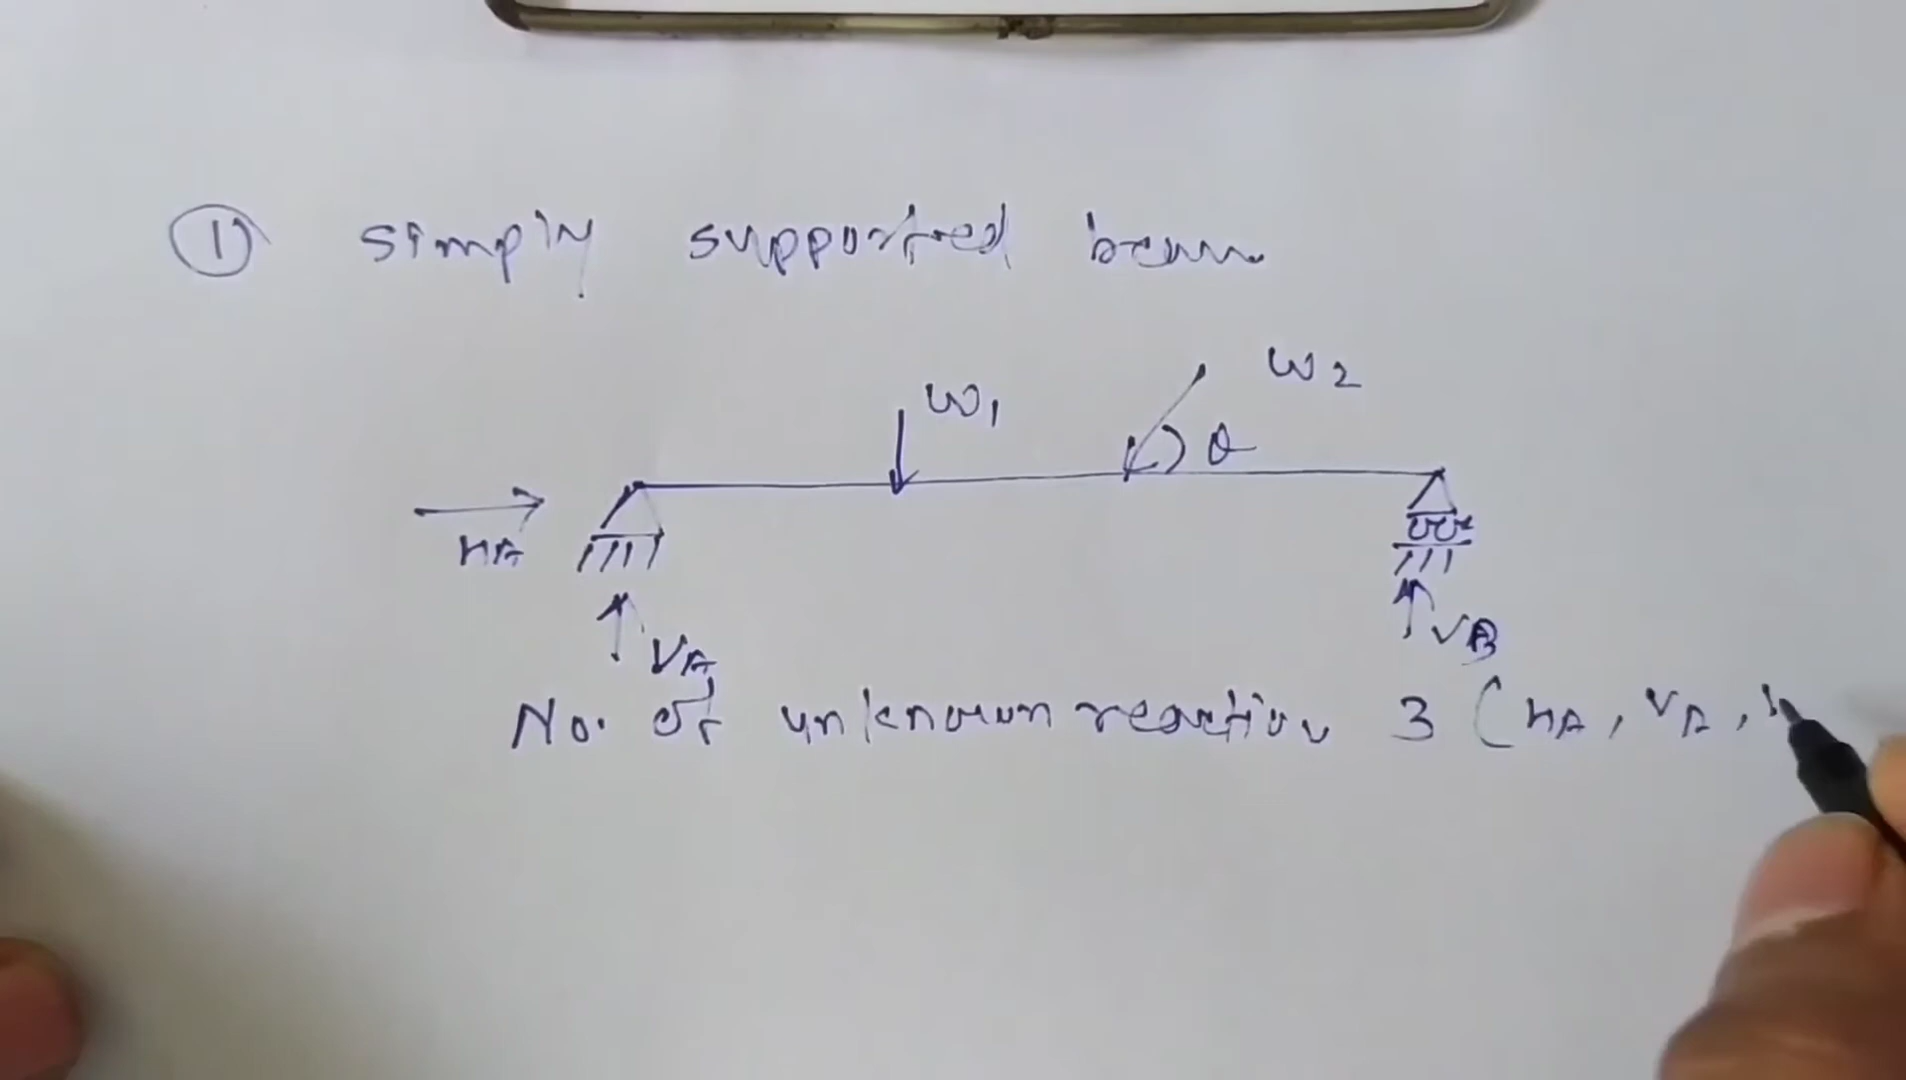 ① Simply supported beam
W2
W1
θ
HA
VA
VB
No. of unknown reaction 3 (HA, VA,